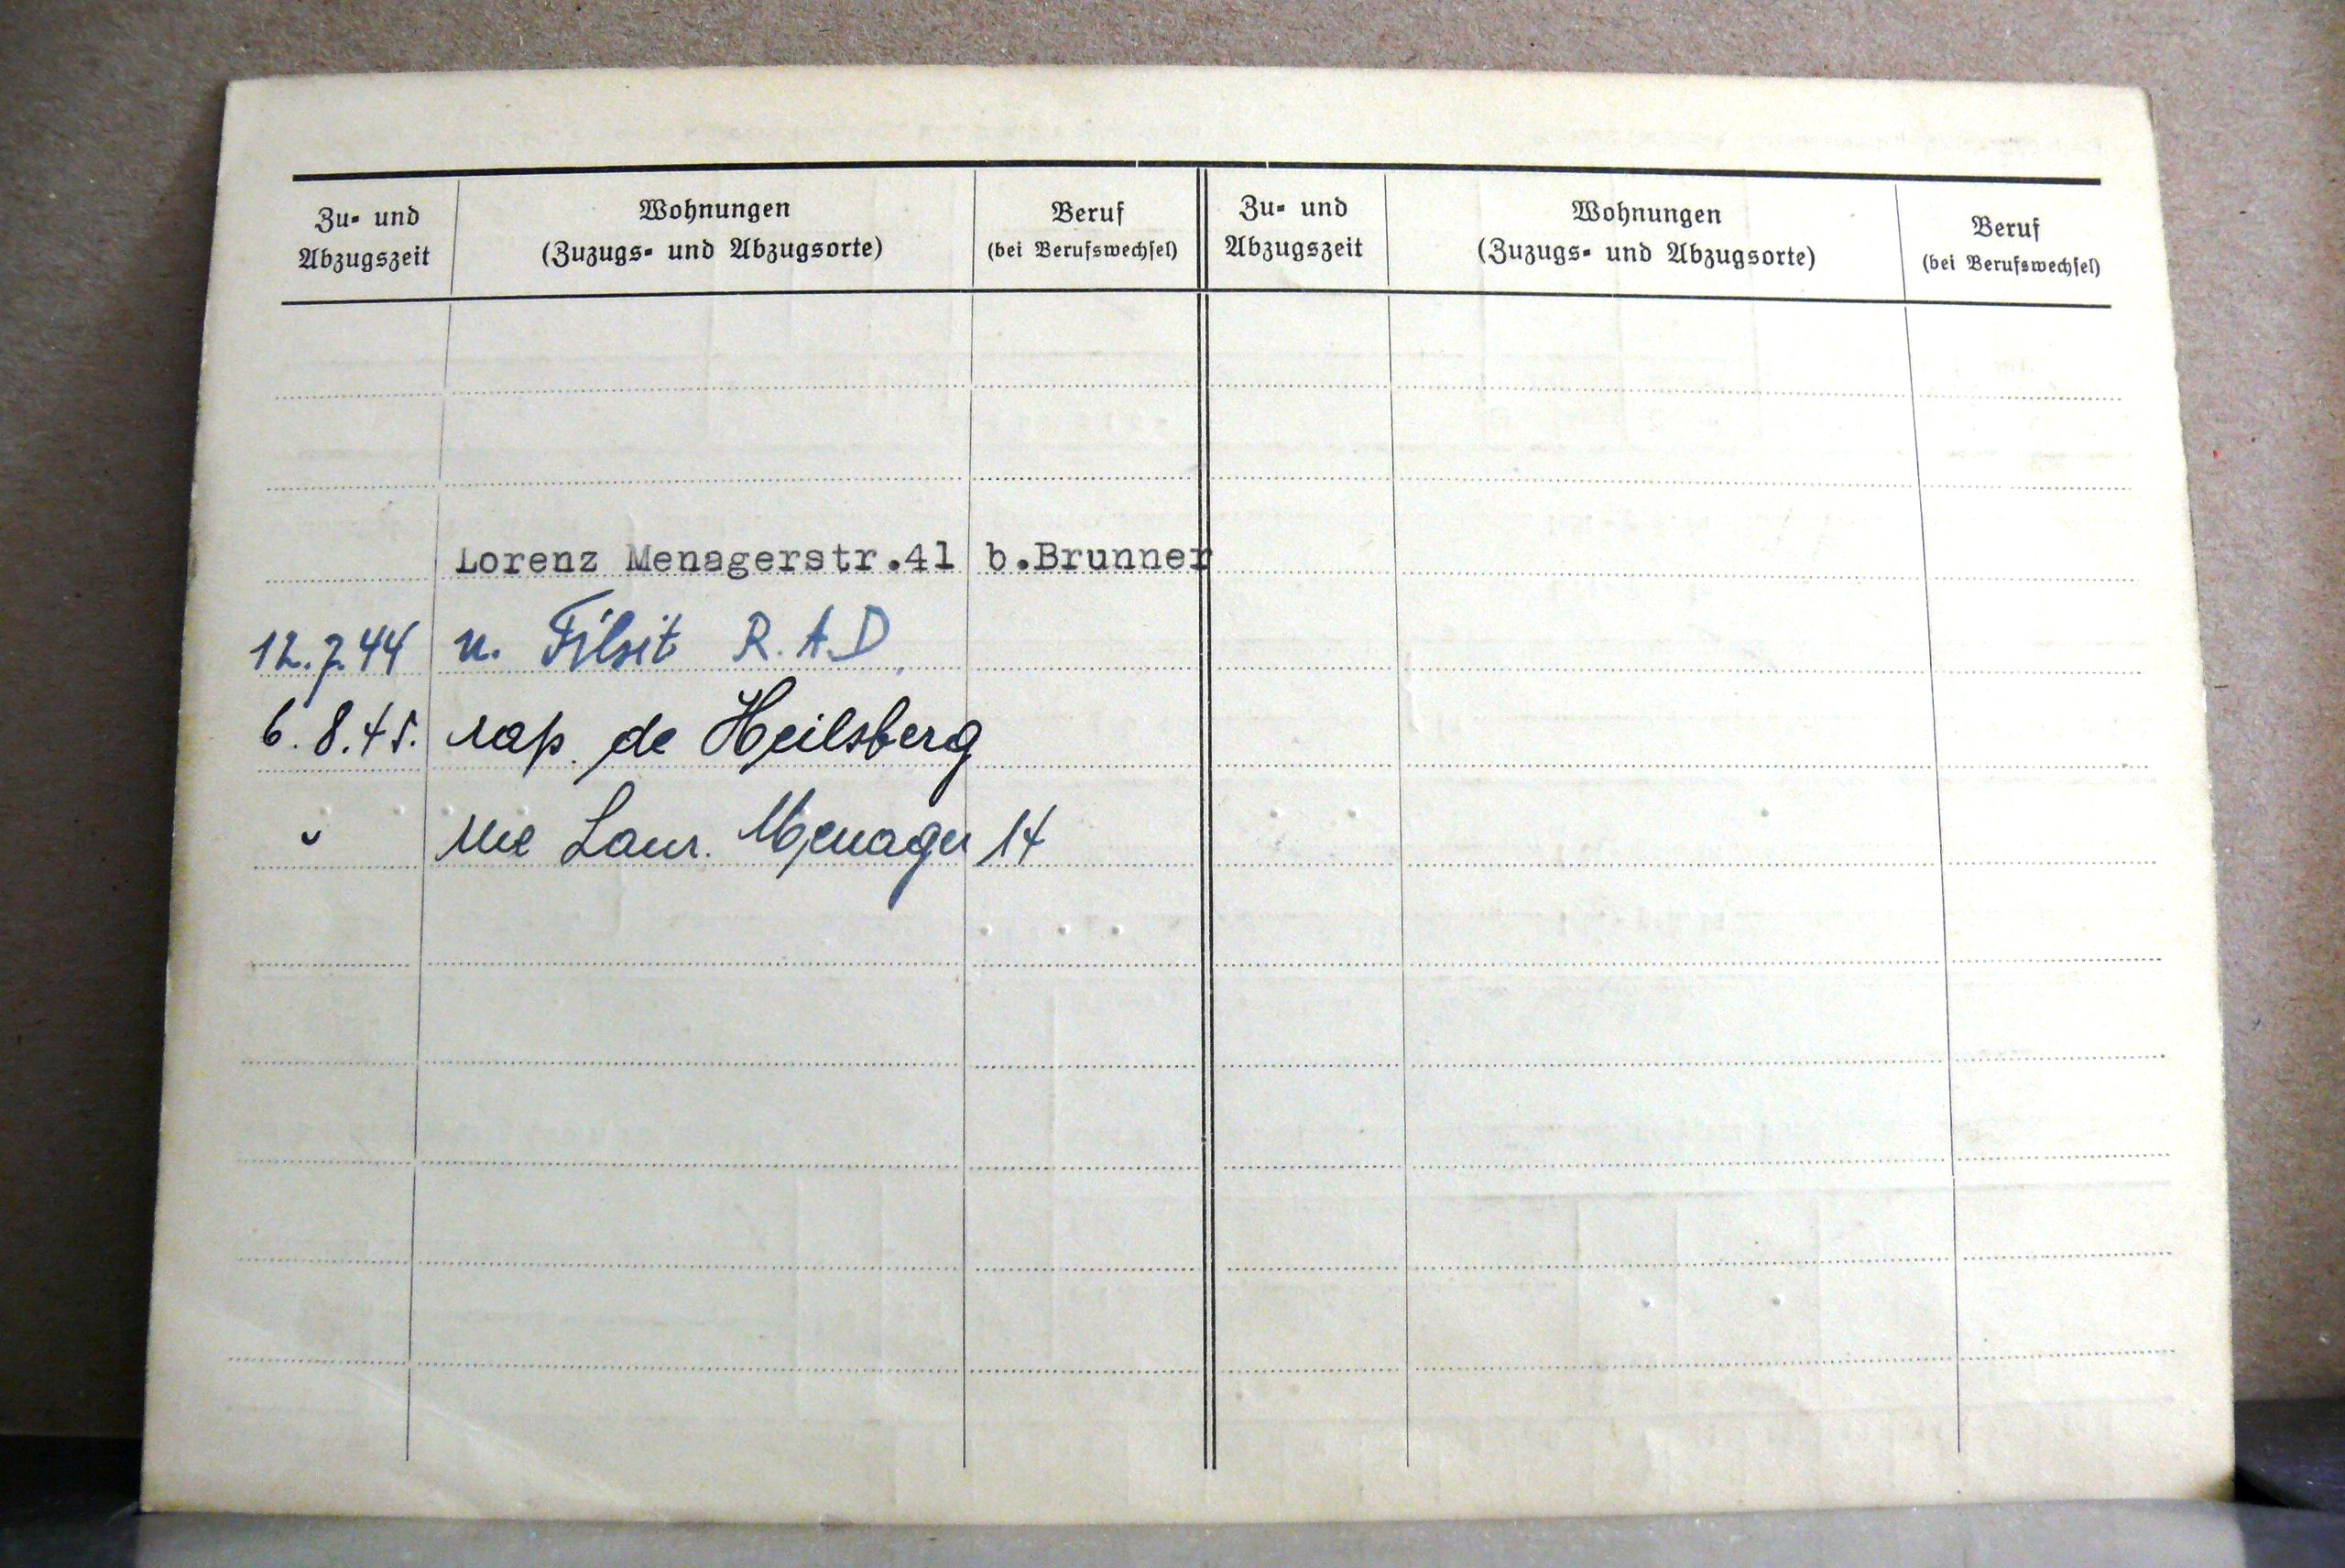 Zu- und Abzugszeit
Wohnungen (Zuzugs- und Abzugsorte)
Beruf (bei Berufswechsel)
Zu- und Abzugszeit
Wohnungen (Zuzugs- und Abzugsorte)
Beruf (bei Berufswechsel)
Lorenz Menagerstr.41 b.Brunner
12.7.44 n. Tilsit R.A.D.
6.8.45. rap. de Heilsberg
" rue Laur. Menager 14